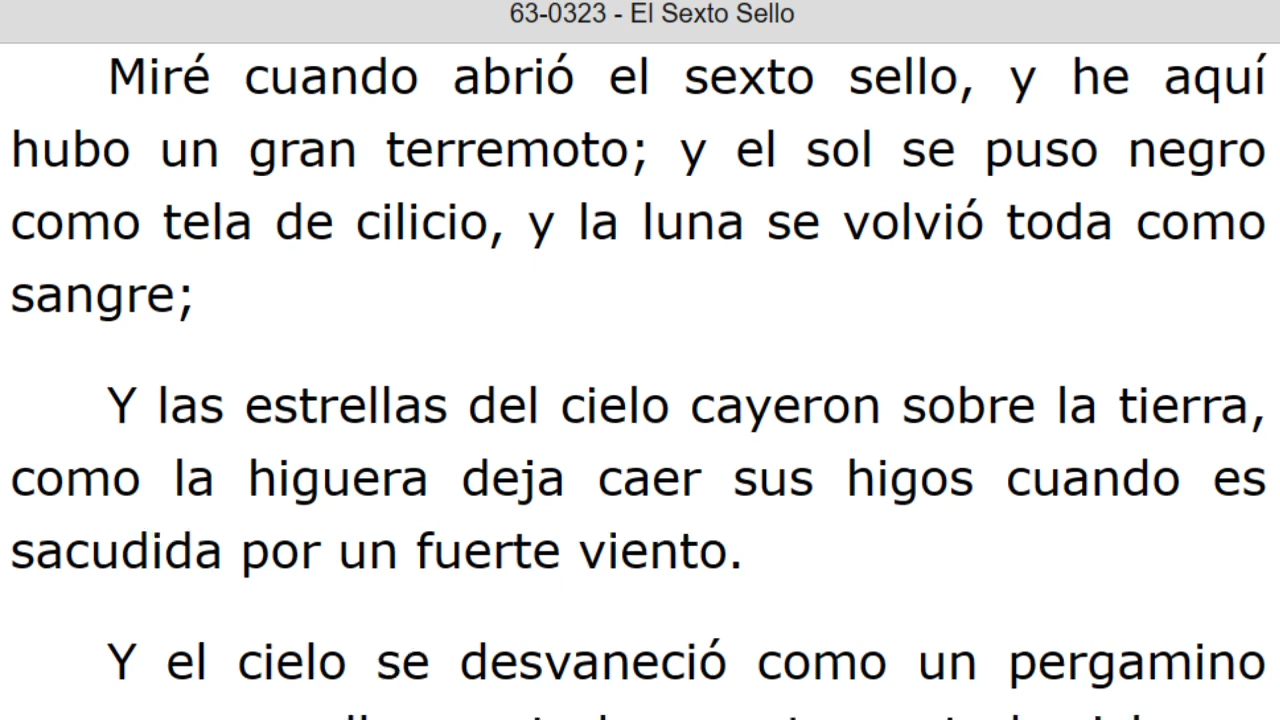 63-0323 - El Sexto Sello
Miré cuando abrió el sexto sello, y he aquí
hubo un gran terremoto; y el sol se puso negro
como tela de cilicio, y la luna se volvió toda como
sangre;
Y las estrellas del cielo cayeron sobre la tierra,
como la higuera deja caer sus higos cuando es
sacudida por un fuerte viento.
Y el cielo se desvaneció como un pergamino